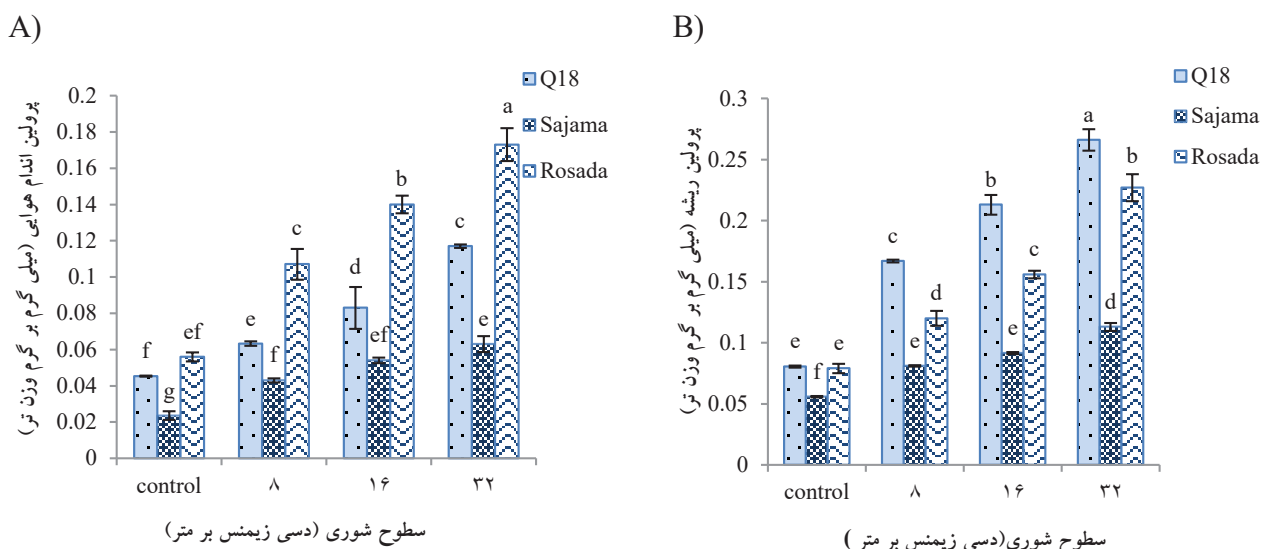 A)
پرولین اندام هوایی (میلی گرم بر گرم وزن تر)
0.2
0.18
0.16
0.14
0.12
0.1
0.08
0.06
0.04
0.02
0
f
g
ef
e
f
c
d
ef
b
c
e
a
Q18
Sajama
Rosada
control
۸
۱۶
۳۲
سطوح شوری (دسی زیمنس بر متر)
B)
پرولین ریشه (میلی گرم بر گرم وزن تر)
0.3
0.25
0.2
0.15
0.1
0.05
0
e
f
e
c
e
d
b
e
c
a
d
b
Q18
Sajama
Rosada
control
۸
۱۶
۳۲
سطوح شوری(دسی زیمنس بر متر )